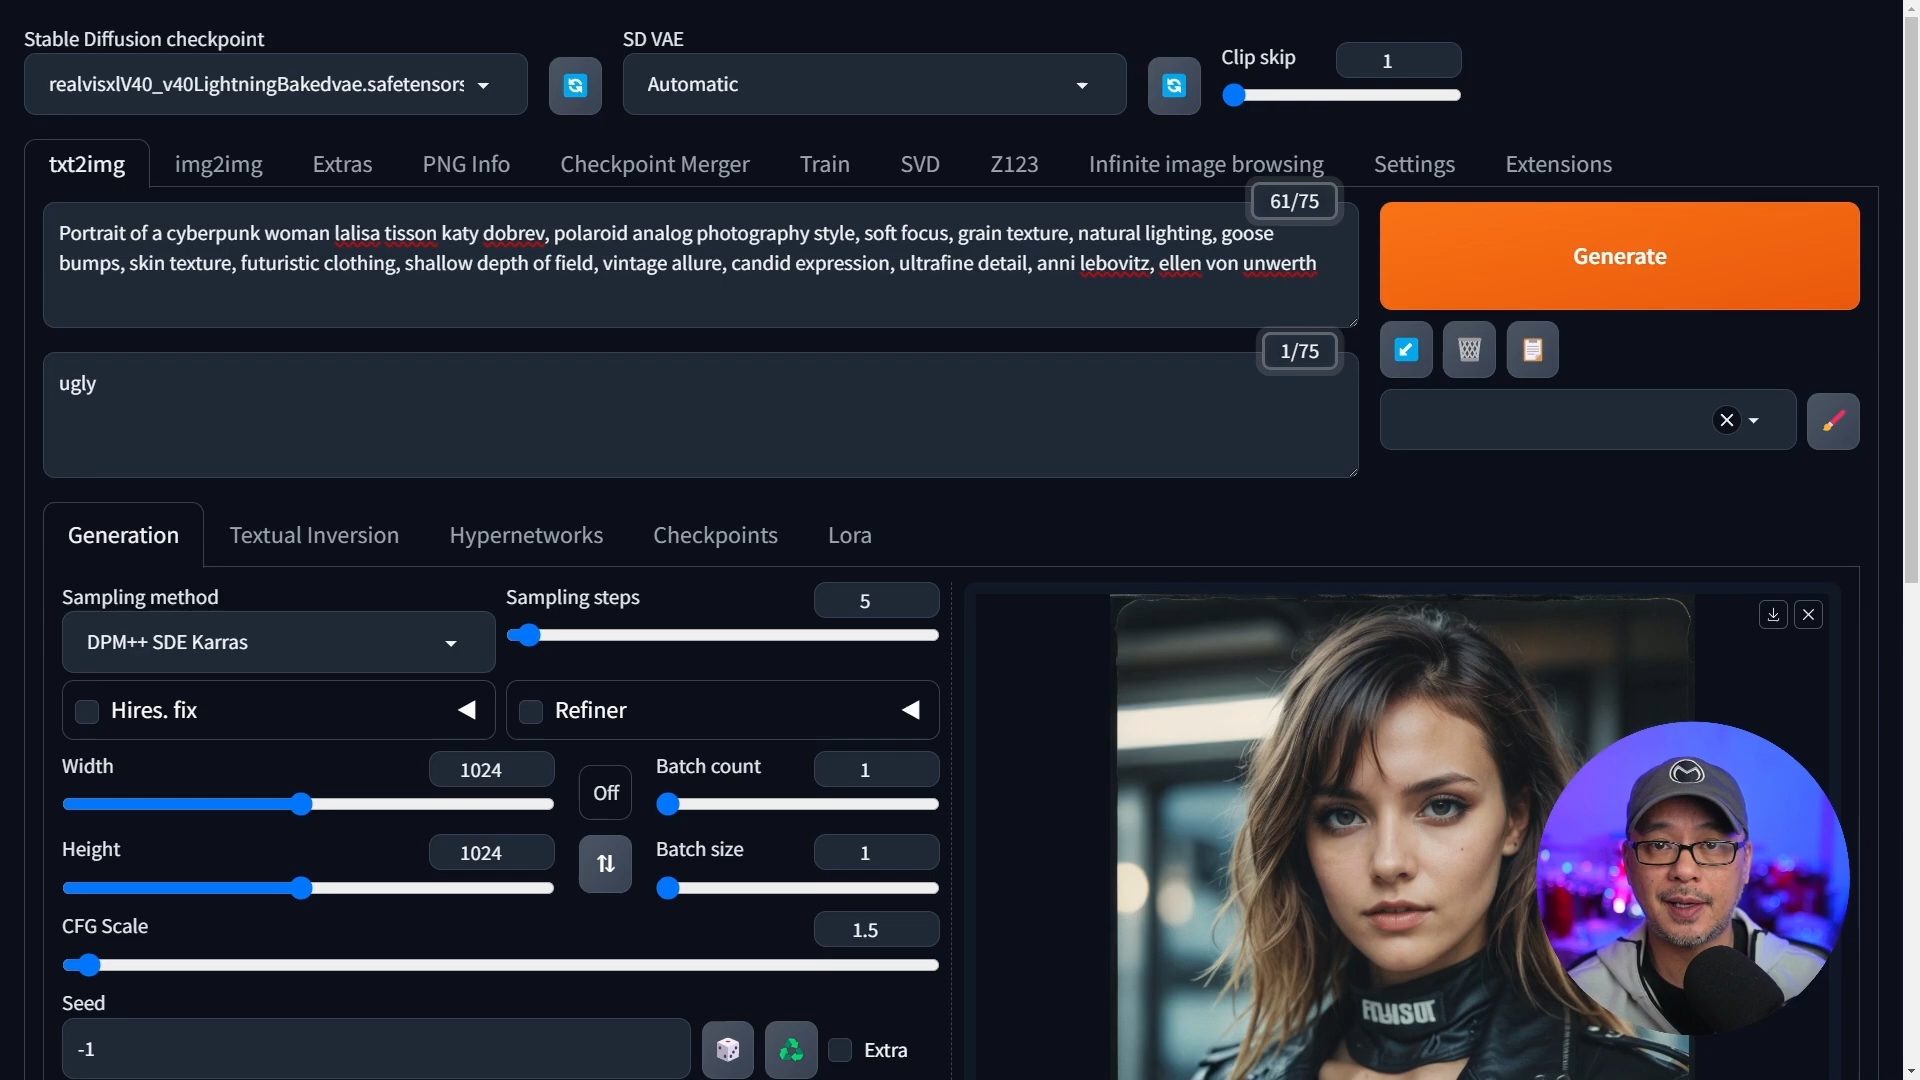 Stable Diffusion checkpoint
SD VAE
Clip skip
1
realvisxlV40_v40LightningBakedvae.safetensors
Automatic
txt2img
img2img
Extras
PNG Info
Checkpoint Merger
Train
SVD
Z123
Infinite image browsing
Settings
Extensions
61/75
Portrait of a cyberpunk woman lalisa tisson katy dobrev, polaroid analog photography style, soft focus, grain texture, natural lighting, goose
bumps, skin texture, futuristic clothing, shallow depth of field, vintage allure, candid expression, ultrafine detail, anni lebovitz, ellen von unwerth
Generate
1/75
ugly
Generation
Textual Inversion
Hypernetworks
Checkpoints
Lora
Sampling method
Sampling steps
5
DPM++ SDE Karras
Hires. fix
Refiner
Width
1024
Off
Batch count
1
Height
1024
Batch size
1
CFG Scale
1.5
Seed
-1
Extra